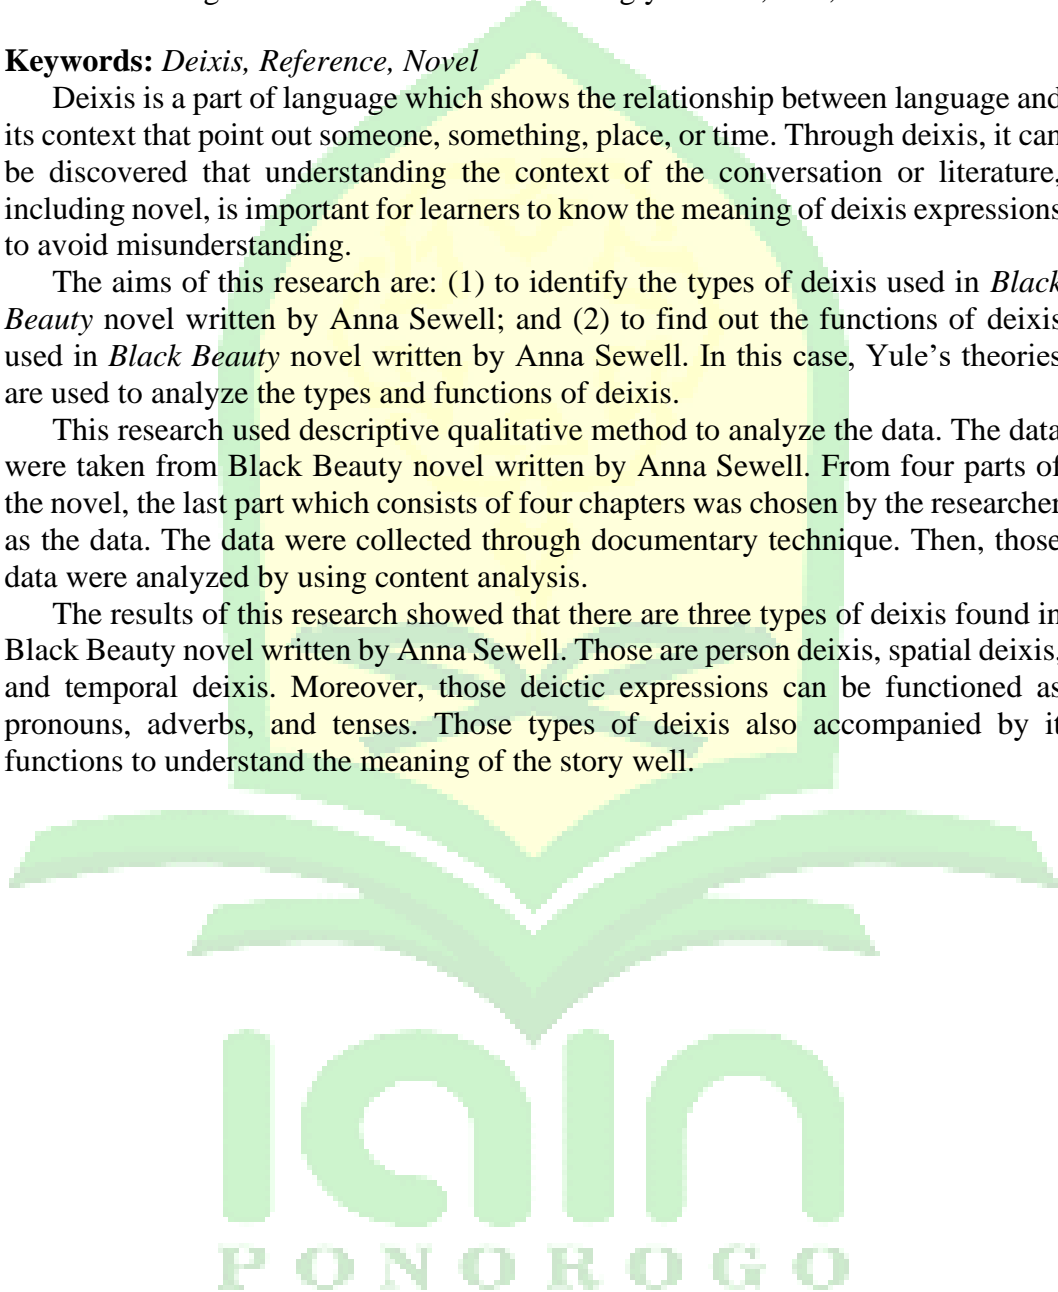 Keywords: Deixis, Reference, Novel
Deixis is a part of language which shows the relationship between language and
its context that point out someone, something, place, or time. Through deixis, it can
be discovered that understanding the context of the conversation or literature,
including novel, is important for learners to know the meaning of deixis expressions
to avoid misunderstanding.
The aims of this research are: (1) to identify the types of deixis used in Black
Beauty novel written by Anna Sewell; and (2) to find out the functions of deixis
used in Black Beauty novel written by Anna Sewell. In this case, Yule’s theories
are used to analyze the types and functions of deixis.
This research used descriptive qualitative method to analyze the data. The data
were taken from Black Beauty novel written by Anna Sewell. From four parts of
the novel, the last part which consists of four chapters was chosen by the researcher
as the data. The data were collected through documentary technique. Then, those
data were analyzed by using content analysis.
The results of this research showed that there are three types of deixis found in
Black Beauty novel written by Anna Sewell. Those are person deixis, spatial deixis,
and temporal deixis. Moreover, those deictic expressions can be functioned as
pronouns, adverbs, and tenses. Those types of deixis also accompanied by it
functions to understand the meaning of the story well.
iain
PONOROGO